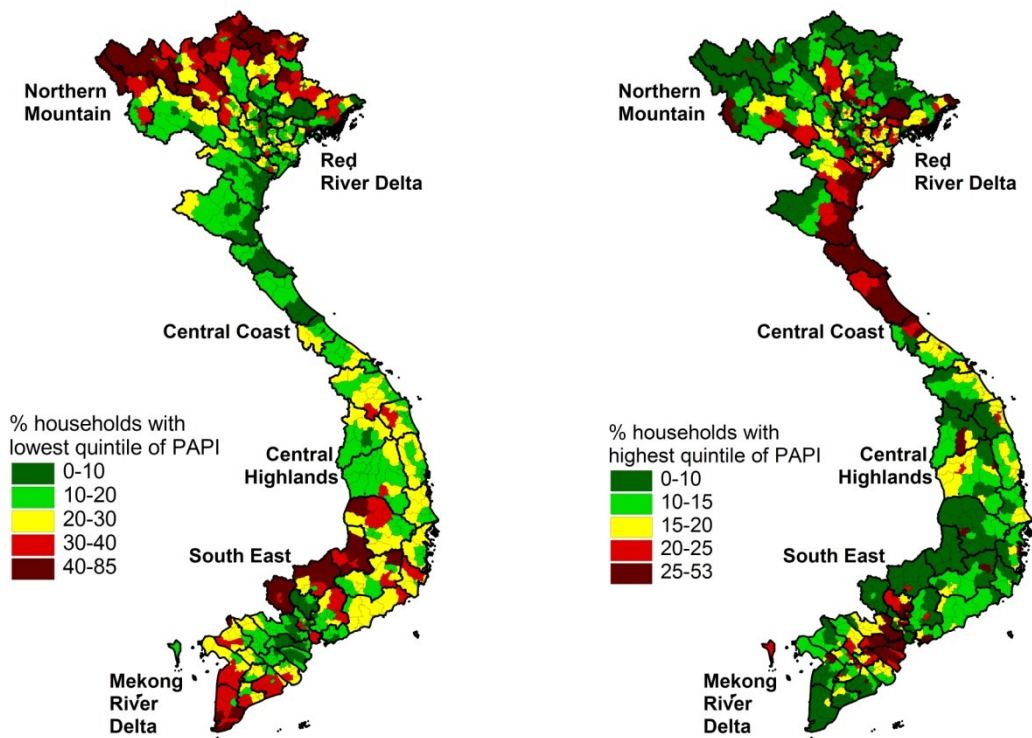 Northern
Mountain
Red
River Delta
Central Coast
% households with
lowest quintile of PAPI
0-10
10-20
20-30
30-40
40-85
Central
Highlands
South East
Mekong
River
Delta
Northern
Mountain
Red
River Delta
Central Coast
% households with
highest quintile of PAPI
0-10
10-15
15-20
20-25
25-53
Central
Highlands
South East
Mekong
River
Delta